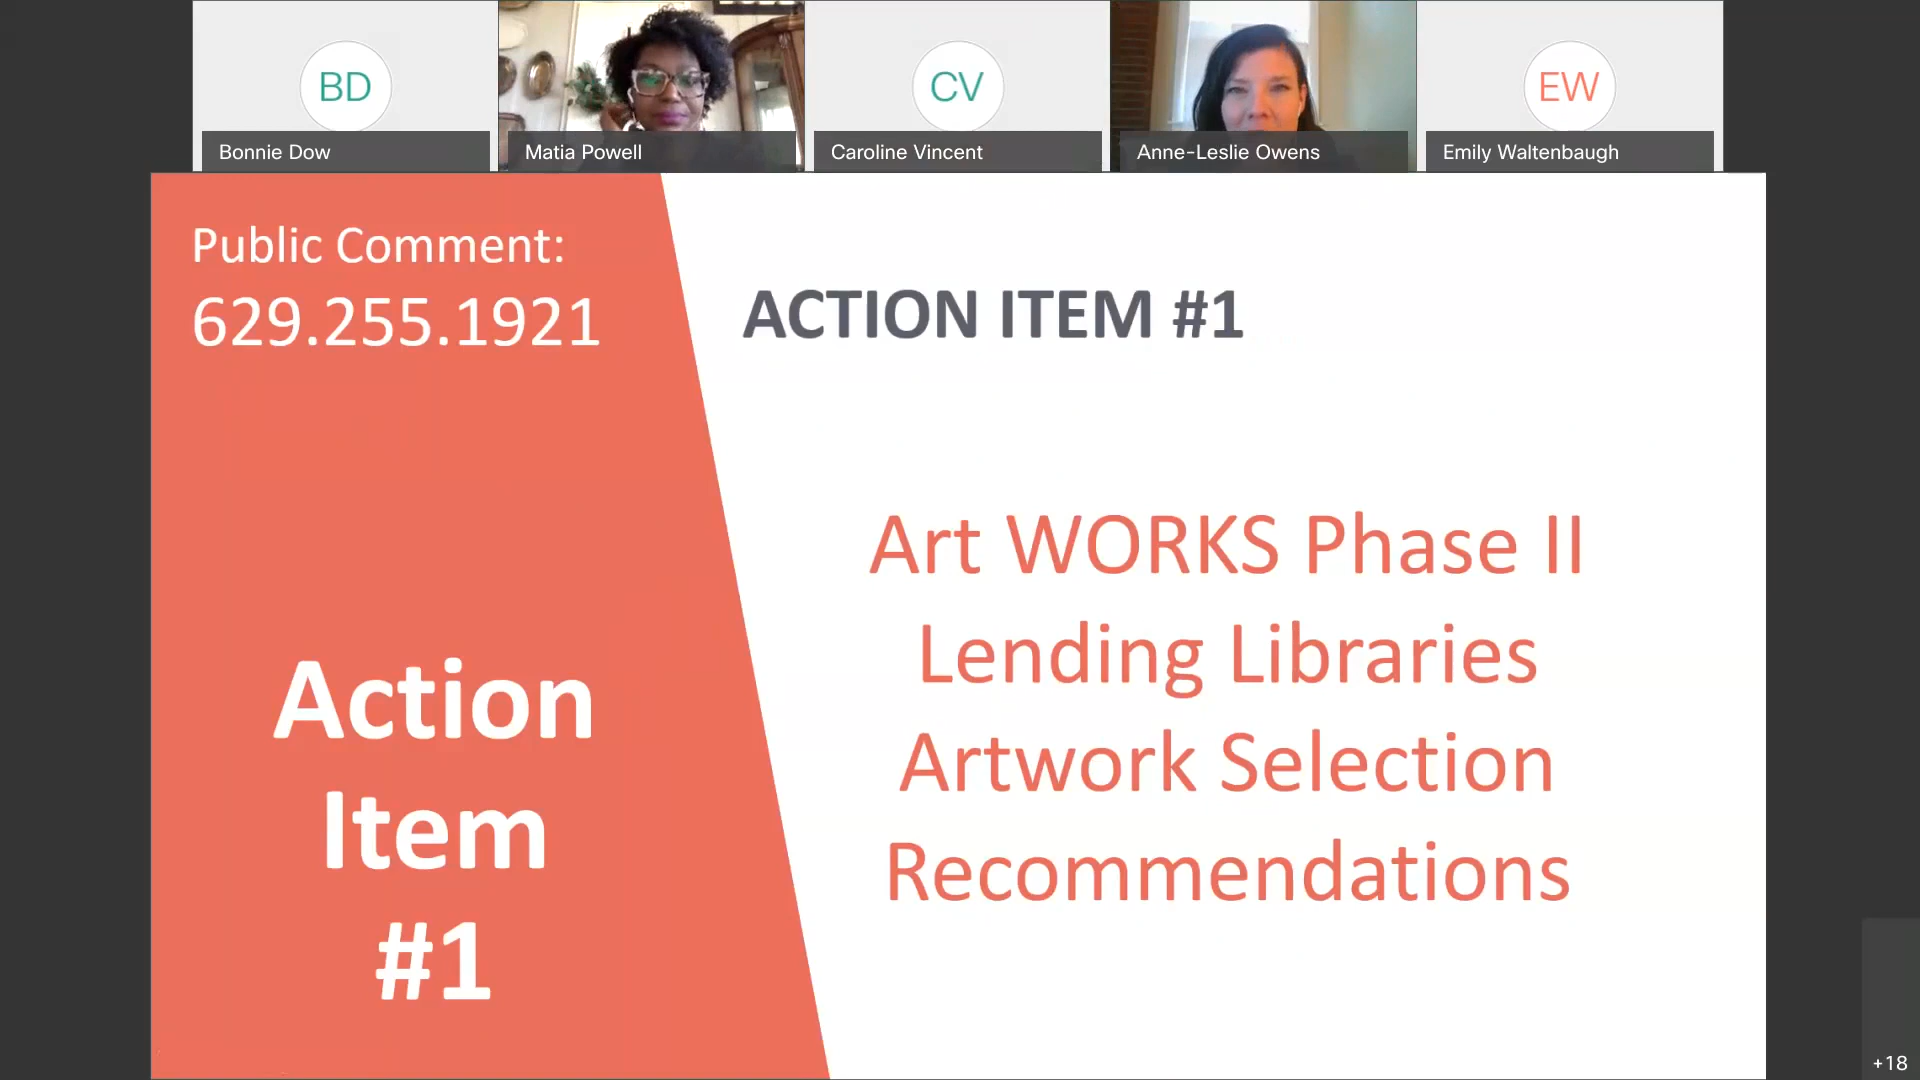 BD
CV
EW
Bonnie Dow
Matia Powell
Caroline Vincent
Anne-Leslie Owens
Emily Waltenbaugh
Public Comment:
629.255.1921
Action
Item
#1
ACTION ITEM #1
Art WORKS Phase II
Lending Libraries
Artwork Selection
Recommendations
+18